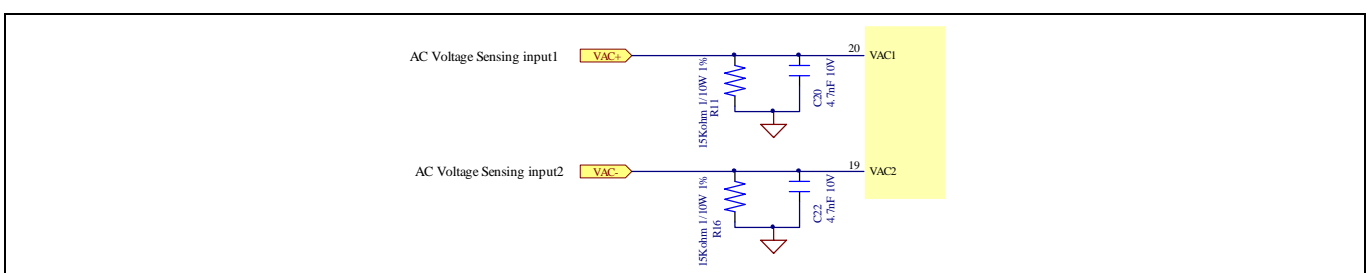 AC Voltage Sensing input1
VAC+
15Kohm 1/10W 1%
R11
C20
4.7nF 10V
20
VAC1
AC Voltage Sensing input2
VAC-
15Kohm 1/10W 1%
R16
C22
4.7nF 10V
19
VAC2